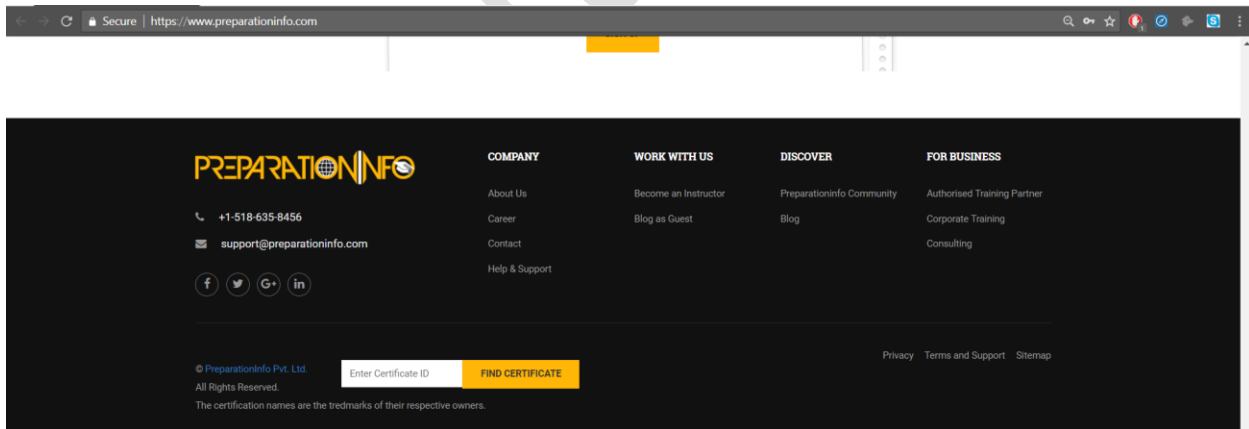 Secure | https://www.preparationinfo.com
PREPARATIONINFO
+1-518-635-8456
support@preparationinfo.com
f G+ in
COMPANY
About Us
Career
Contact
Help & Support
WORK WITH US
Become an Instructor
Blog as Guest
DISCOVER
Preparationinfo Community
Blog
FOR BUSINESS
Authorised Training Partner
Corporate Training
Consulting
© PreparationInfo Pvt. Ltd.
All Rights Reserved.
The certification names are the tredmarks of their respective owners.
Enter Certificate ID FIND CERTIFICATE
Privacy Terms and Support Sitemap